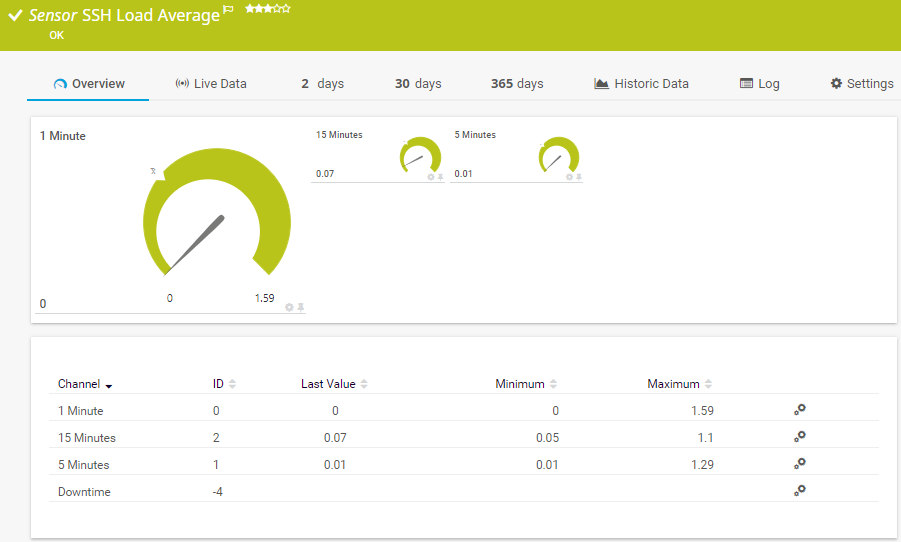 Sensor SSH Load Average
OK
Overview Live Data 2 days 30 days 365 days Historic Data Log Settings
1 Minute
0 1.59
0
15 Minutes
0.07
5 Minutes
0.01
Channel ID Last Value Minimum Maximum
1 Minute 0 0 0 1.59
15 Minutes 2 0.07 0.05 1.1
5 Minutes 1 0.01 0.01 1.29
Downtime -4